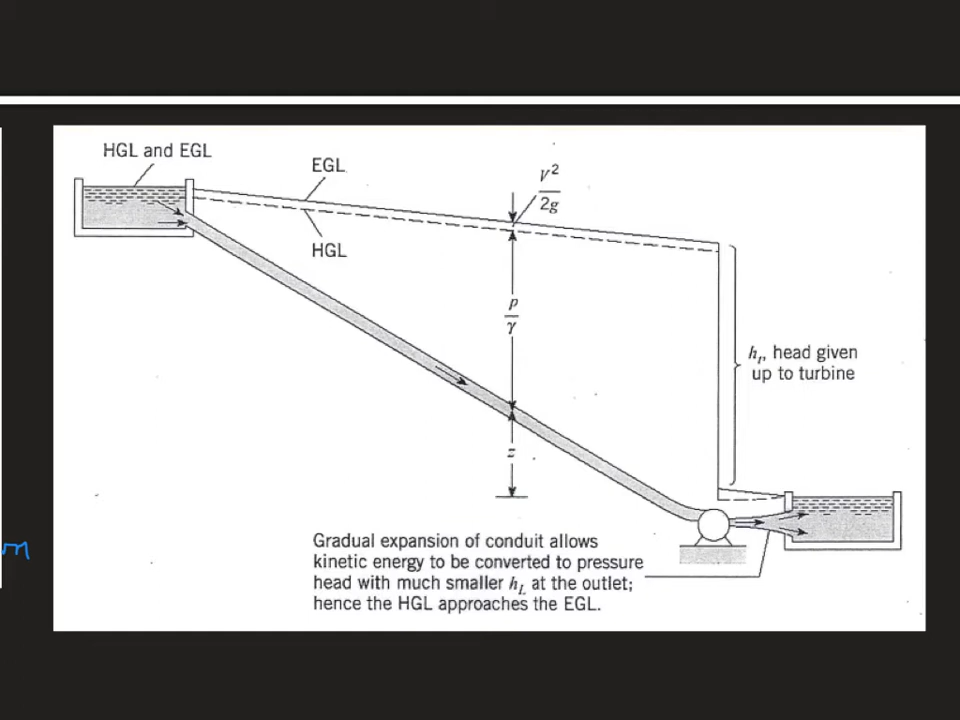 HGL and EGL
EGL
V²
2g
HGL
p
γ
h_t, head given
up to turbine
z
Gradual expansion of conduit allows
kinetic energy to be converted to pressure
head with much smaller h_L at the outlet;
hence the HGL approaches the EGL.
m